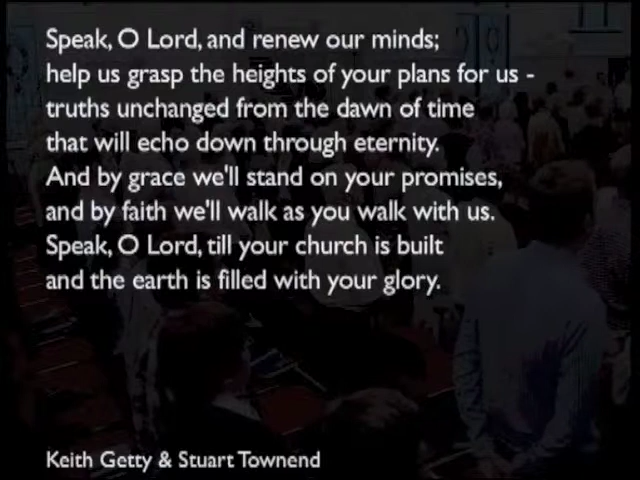 Speak, O Lord, and renew our minds;
help us grasp the heights of your plans for us -
truths unchanged from the dawn of time
that will echo down through eternity.
And by grace we'll stand on your promises,
and by faith we'll walk as you walk with us.
Speak, O Lord, till your church is built
and the earth is filled with your glory.
Keith Getty & Stuart Townend